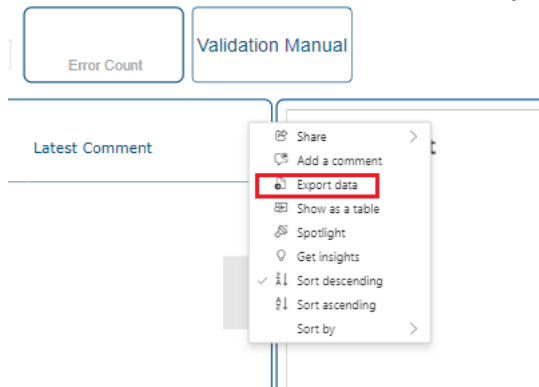 Error Count
Validation Manual
Latest Comment
Share
Add a comment
Export data
Show as a table
Spotlight
Get insights
Sort descending
Sort ascending
Sort by